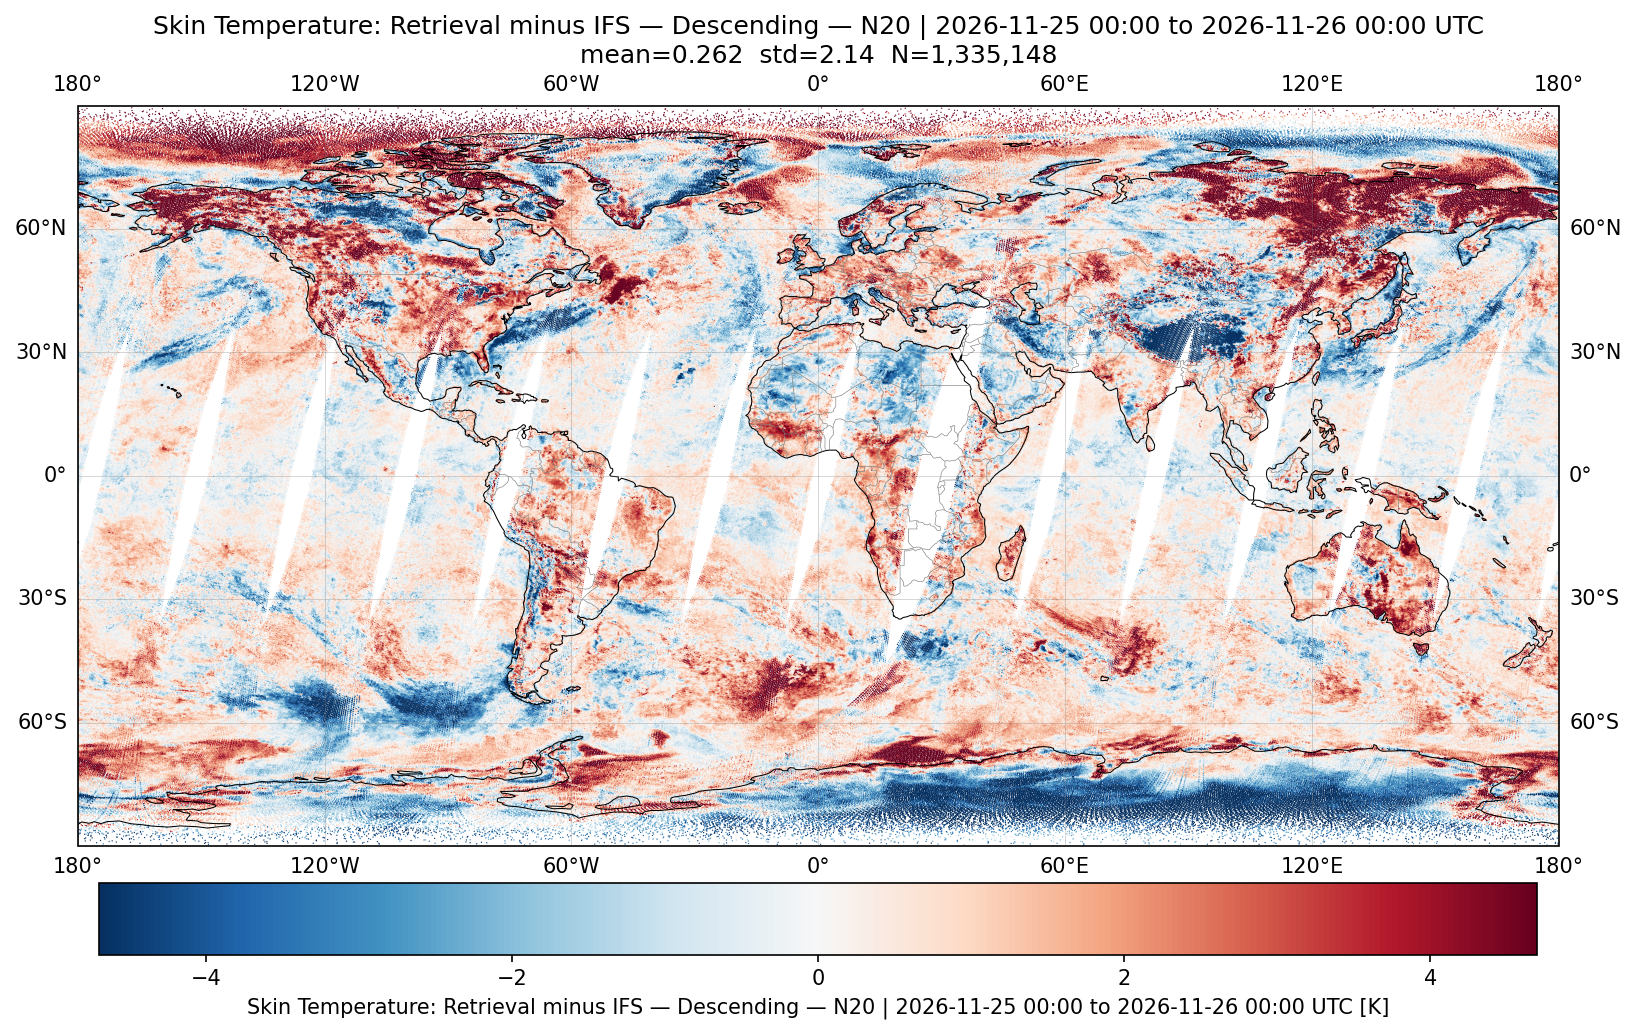 Skin Temperature: Retrieval minus IFS — Descending — N20 | 2026-11-25 00:00 to 2026-11-26 00:00 UTC
mean=0.262  std=2.14  N=1,335,148
180° 120°W 60°W 0° 60°E 120°E 180°
60°N 60°N
30°N 30°N
0° 0°
30°S 30°S
60°S 60°S
180° 120°W 60°W 0° 60°E 120°E 180°
−4 −2 0 2 4
Skin Temperature: Retrieval minus IFS — Descending — N20 | 2026-11-25 00:00 to 2026-11-26 00:00 UTC [K]